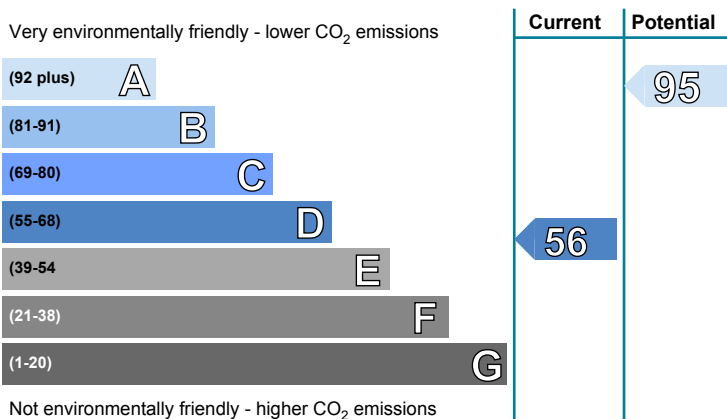 Very environmentally friendly - lower CO2 emissions
Current
Potential
(92 plus) A
95
(81-91) B
(69-80) C
(55-68) D
56
(39-54 E
(21-38) F
(1-20) G
Not environmentally friendly - higher CO2 emissions